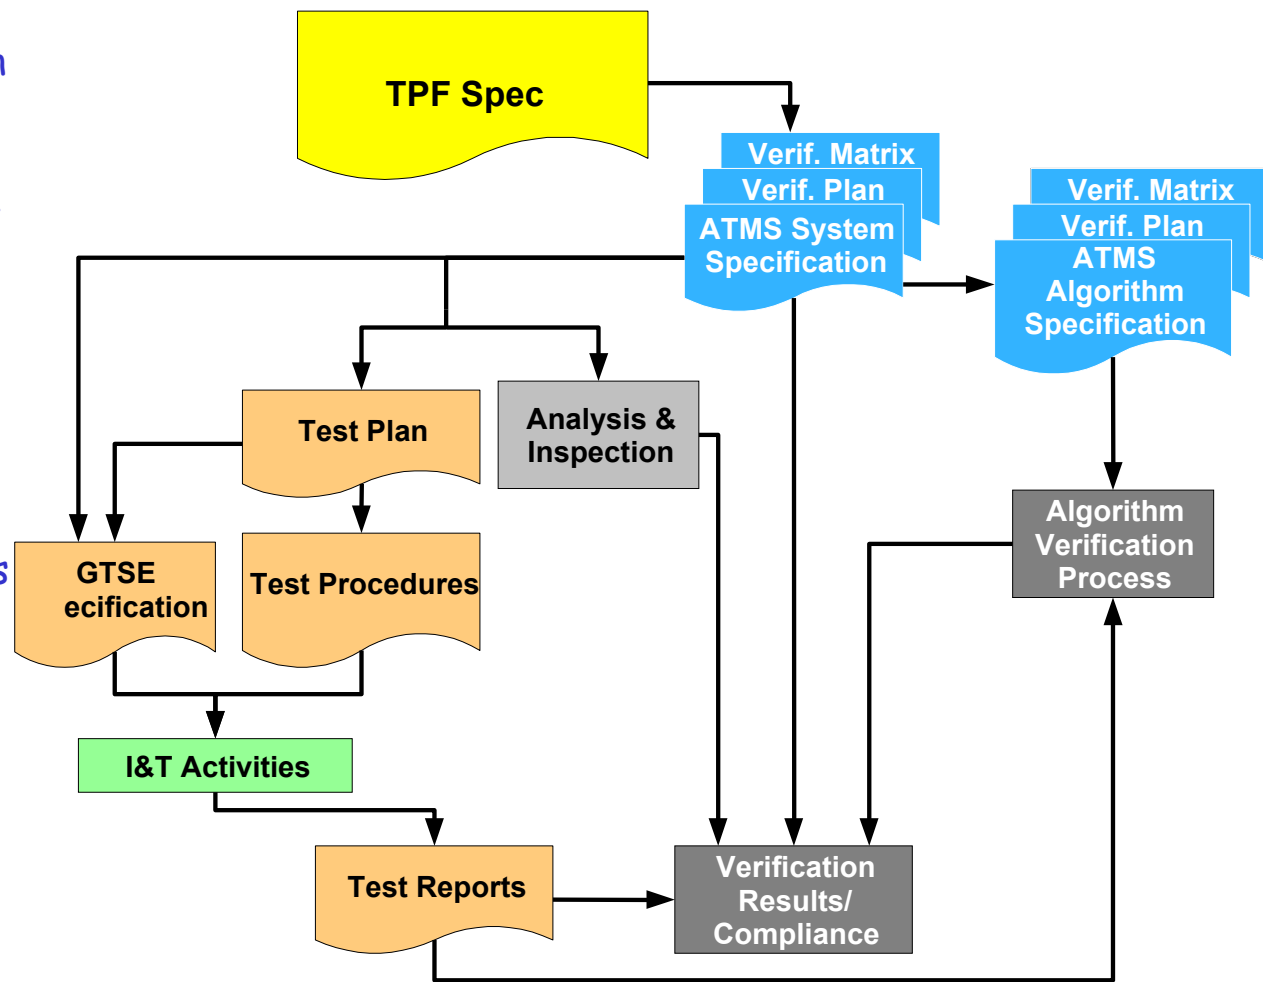 n
TPF Spec
Verif. Matrix
Verif. Plan
ATMS System
Specification
Verif. Matrix
Verif. Plan
ATMS
Algorithm
Specification
Test Plan
Analysis &
Inspection
Algorithm
Verification
Process
s
GTSE
ecification
Test Procedures
I&T Activities
Test Reports
Verification
Results/
Compliance